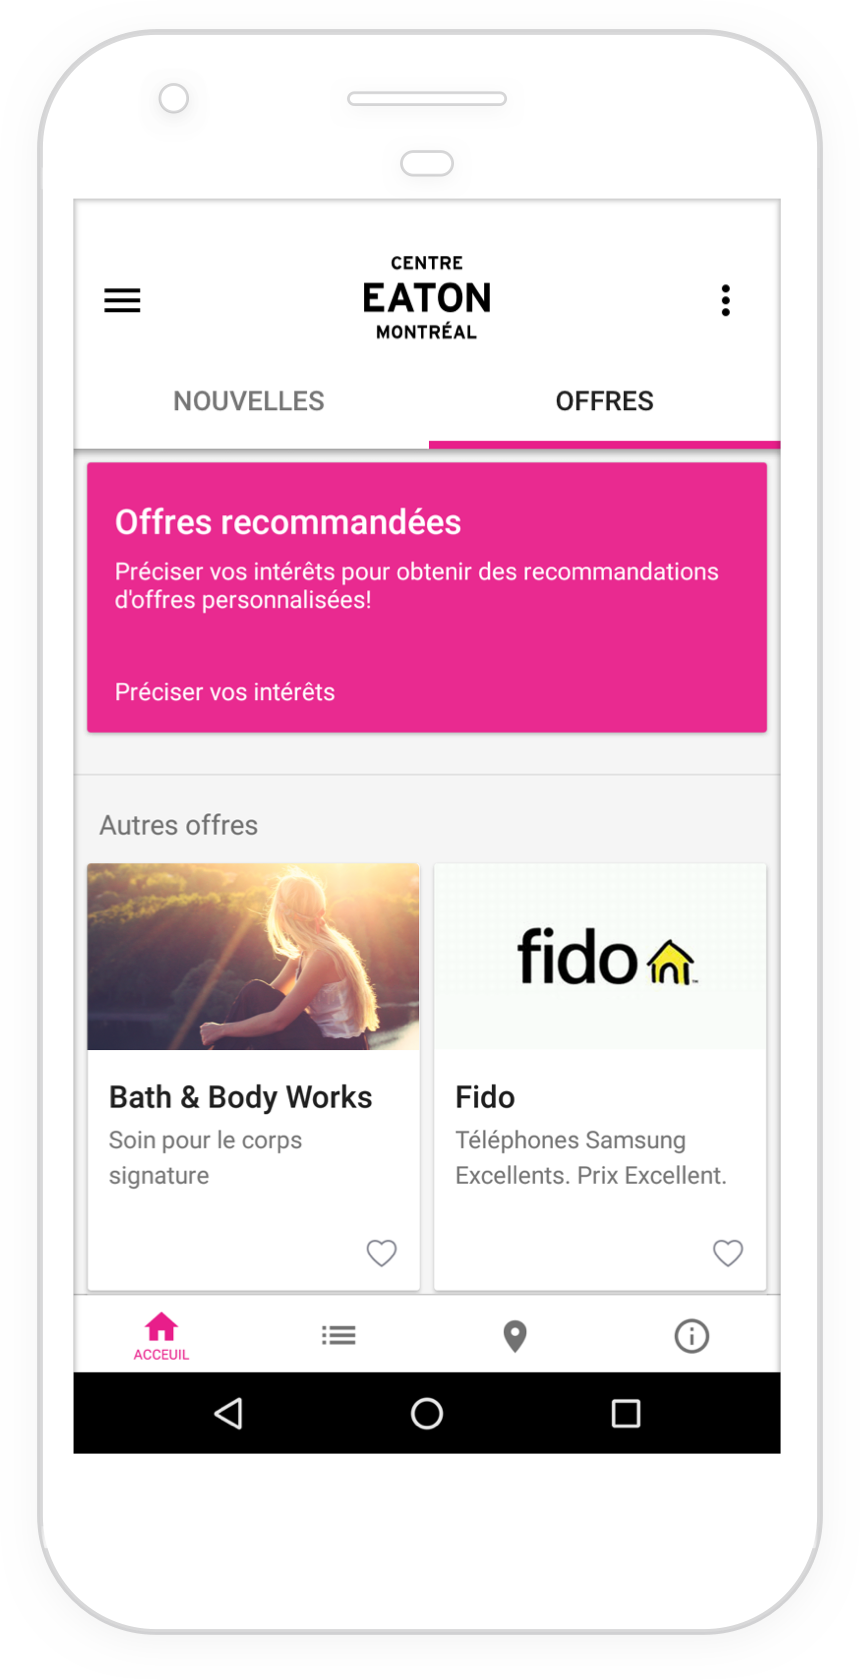 CENTRE
EATON
MONTRÉAL
NOUVELLES
OFFRES
Offres recommandées
Préciser vos intérêts pour obtenir des recommandations
d'offres personnalisées!
Préciser vos intérêts
Autres offres
fido
Bath & Body Works
Soin pour le corps
signature
Fido
Téléphones Samsung
Excellents. Prix Excellent.
ACCEUIL